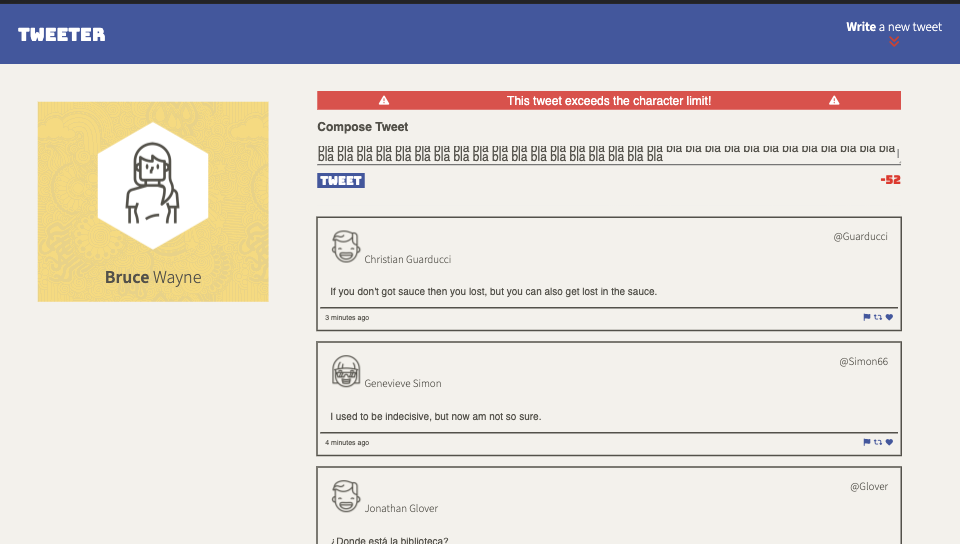 TWEETER
Write a new tweet
This tweet exceeds the character limit!
Compose Tweet
bla bla bla bla bla bla bla bla bla bla bla bla bla bla bla bla bla bla bla bla bla bla bla bla bla bla bla bla bla bla
bla bla bla bla bla bla bla bla bla bla bla bla bla bla bla bla bla bla
TWEET
-52
Bruce Wayne
@Guarducci
Christian Guarducci
If you don't got sauce then you lost, but you can also get lost in the sauce.
3 minutes ago
@Simon66
Genevieve Simon
I used to be indecisive, but now am not so sure.
4 minutes ago
@Glover
Jonathan Glover
¿Donde está la biblioteca?